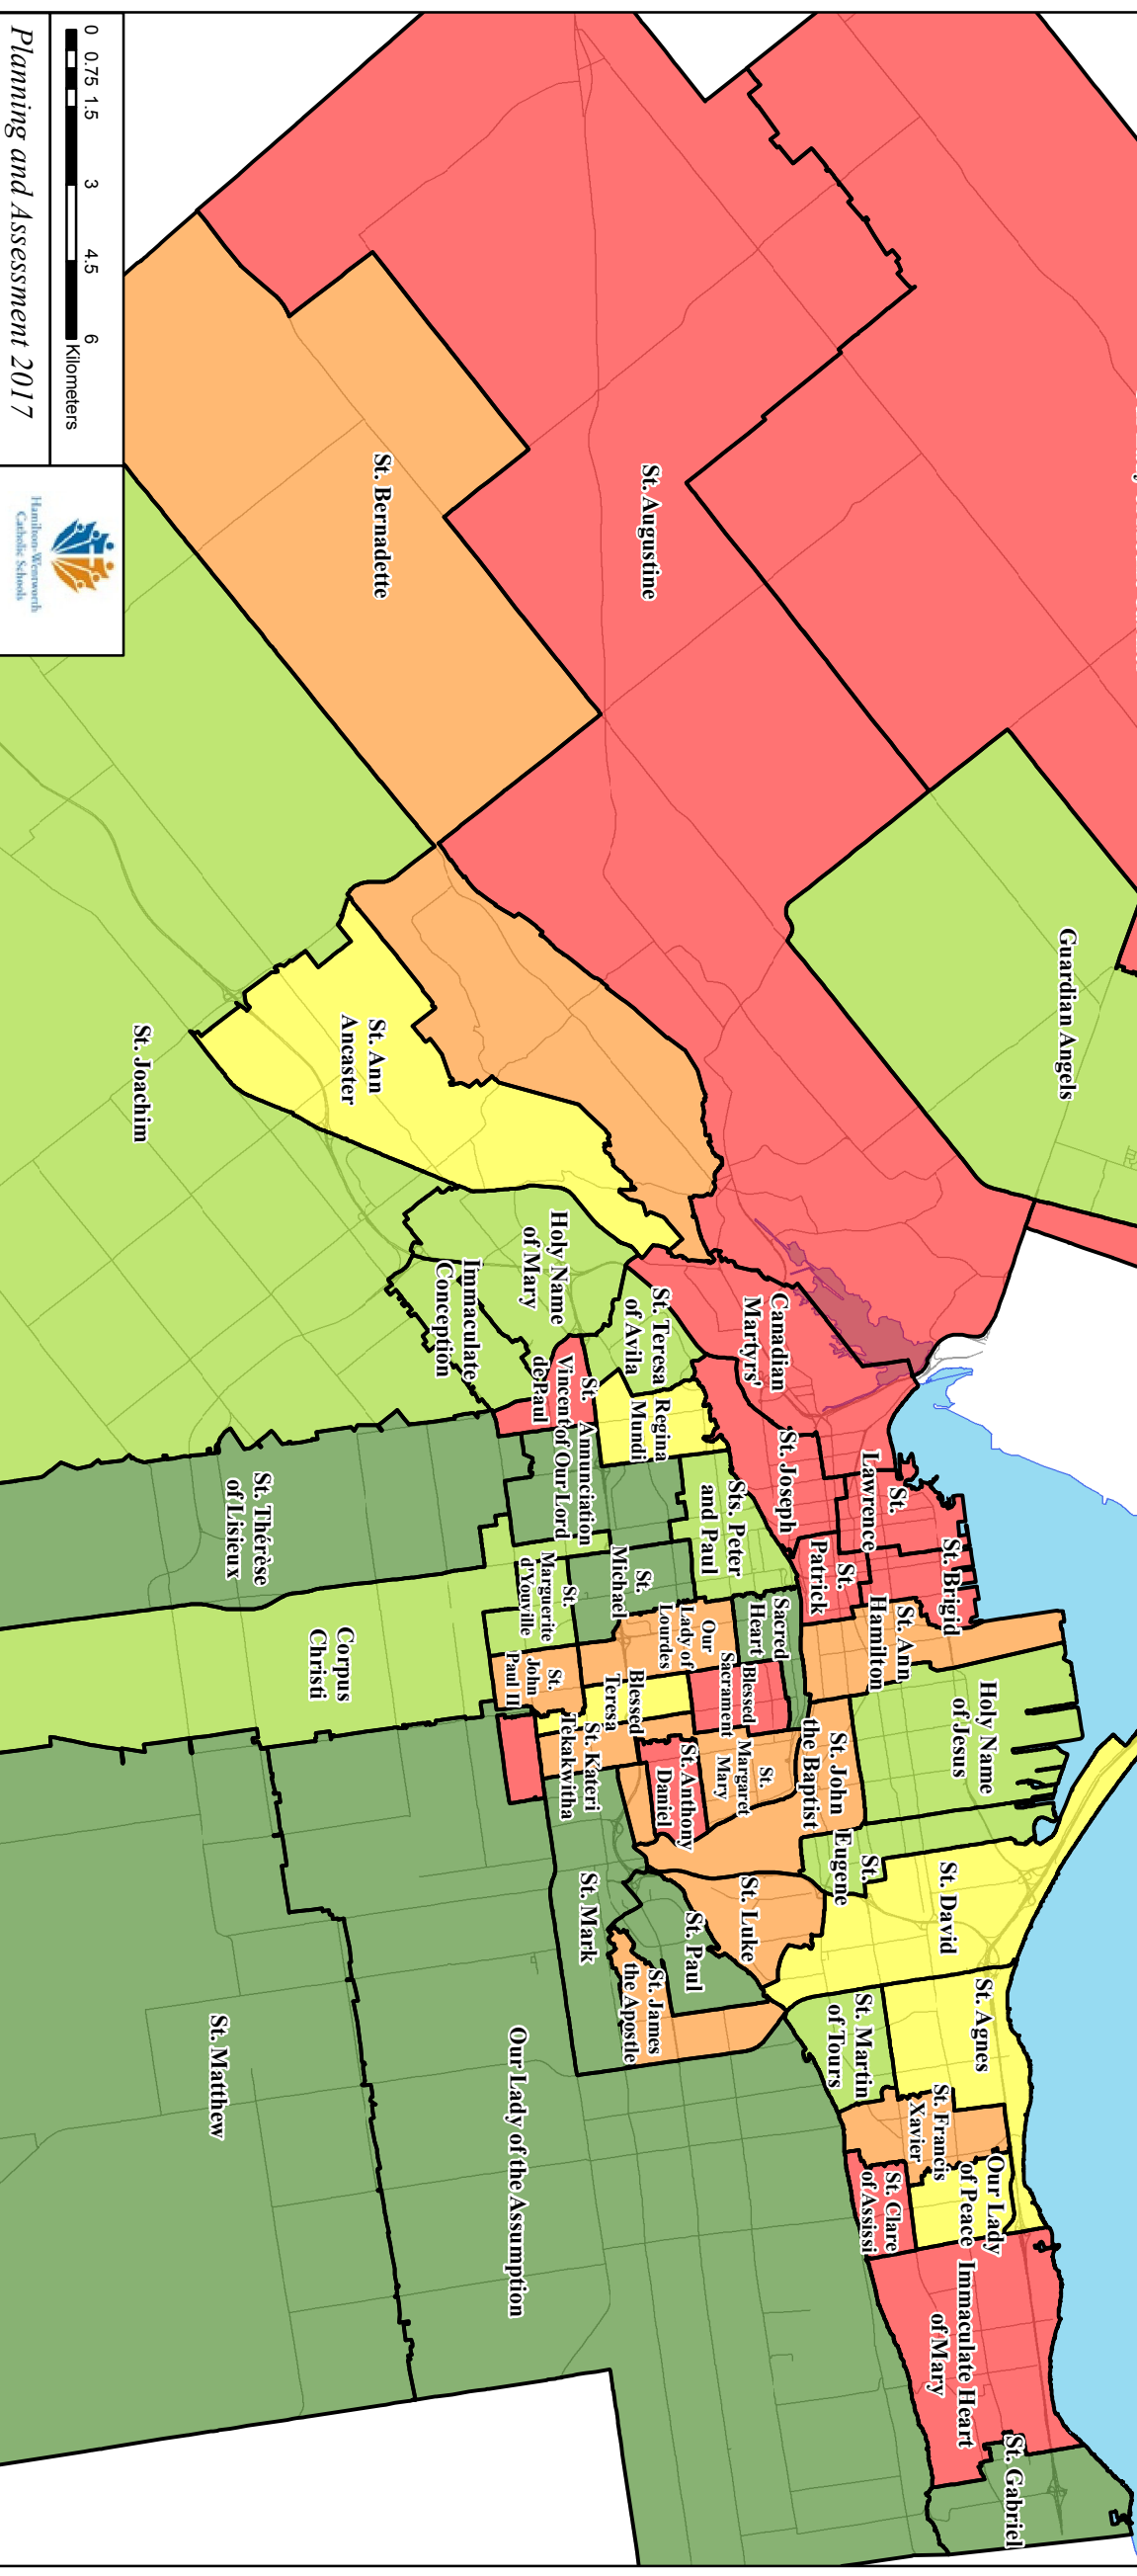 Guardian Angels
St. Augustine
St. Bernadette
St. Ann
Ancaster
St. Joachim
Canadian
Martyrs'
St. Joseph
St.
Lawrence
St. Brigid
St.
Patrick
St. Ann
Hamilton
Holy Name
of Jesus
St. John
the Baptist
St.
Eugene
St. David
St. Agnes
St. Martin
of Tours
St. Francis
Xavier
Our Lady
of Peace
St. Clare
of Assissi
Immaculate Heart
of Mary
St. Gabriel
Holy Name
of Mary
Immaculate
Conception
St. Teresa
of Avila
Regina
Mundi
St.
Vincent
de Paul
Annunciation
of Our Lord
Sts. Peter
and Paul
St.
Michael
St.
Marguerite
d'Youville
Sacred
Heart
Our
Lady of
Lourdes
Blessed
Sacrament
Blessed
Teresa
St.
John
Paul II
St. Kateri
Tekakwitha
St.
Margaret
Mary
St. Anthony
Daniel
St. Luke
St. Paul
St. Mark
St. James
the Apostle
St. Thérèse
of Lisieux
Corpus
Christi
Our Lady of the Assumption
St. Matthew
0 0.75 1.5 3 4.5 6
Kilometers
Planning and Assessment 2017
Hamilton-Wentworth
Catholic Schools